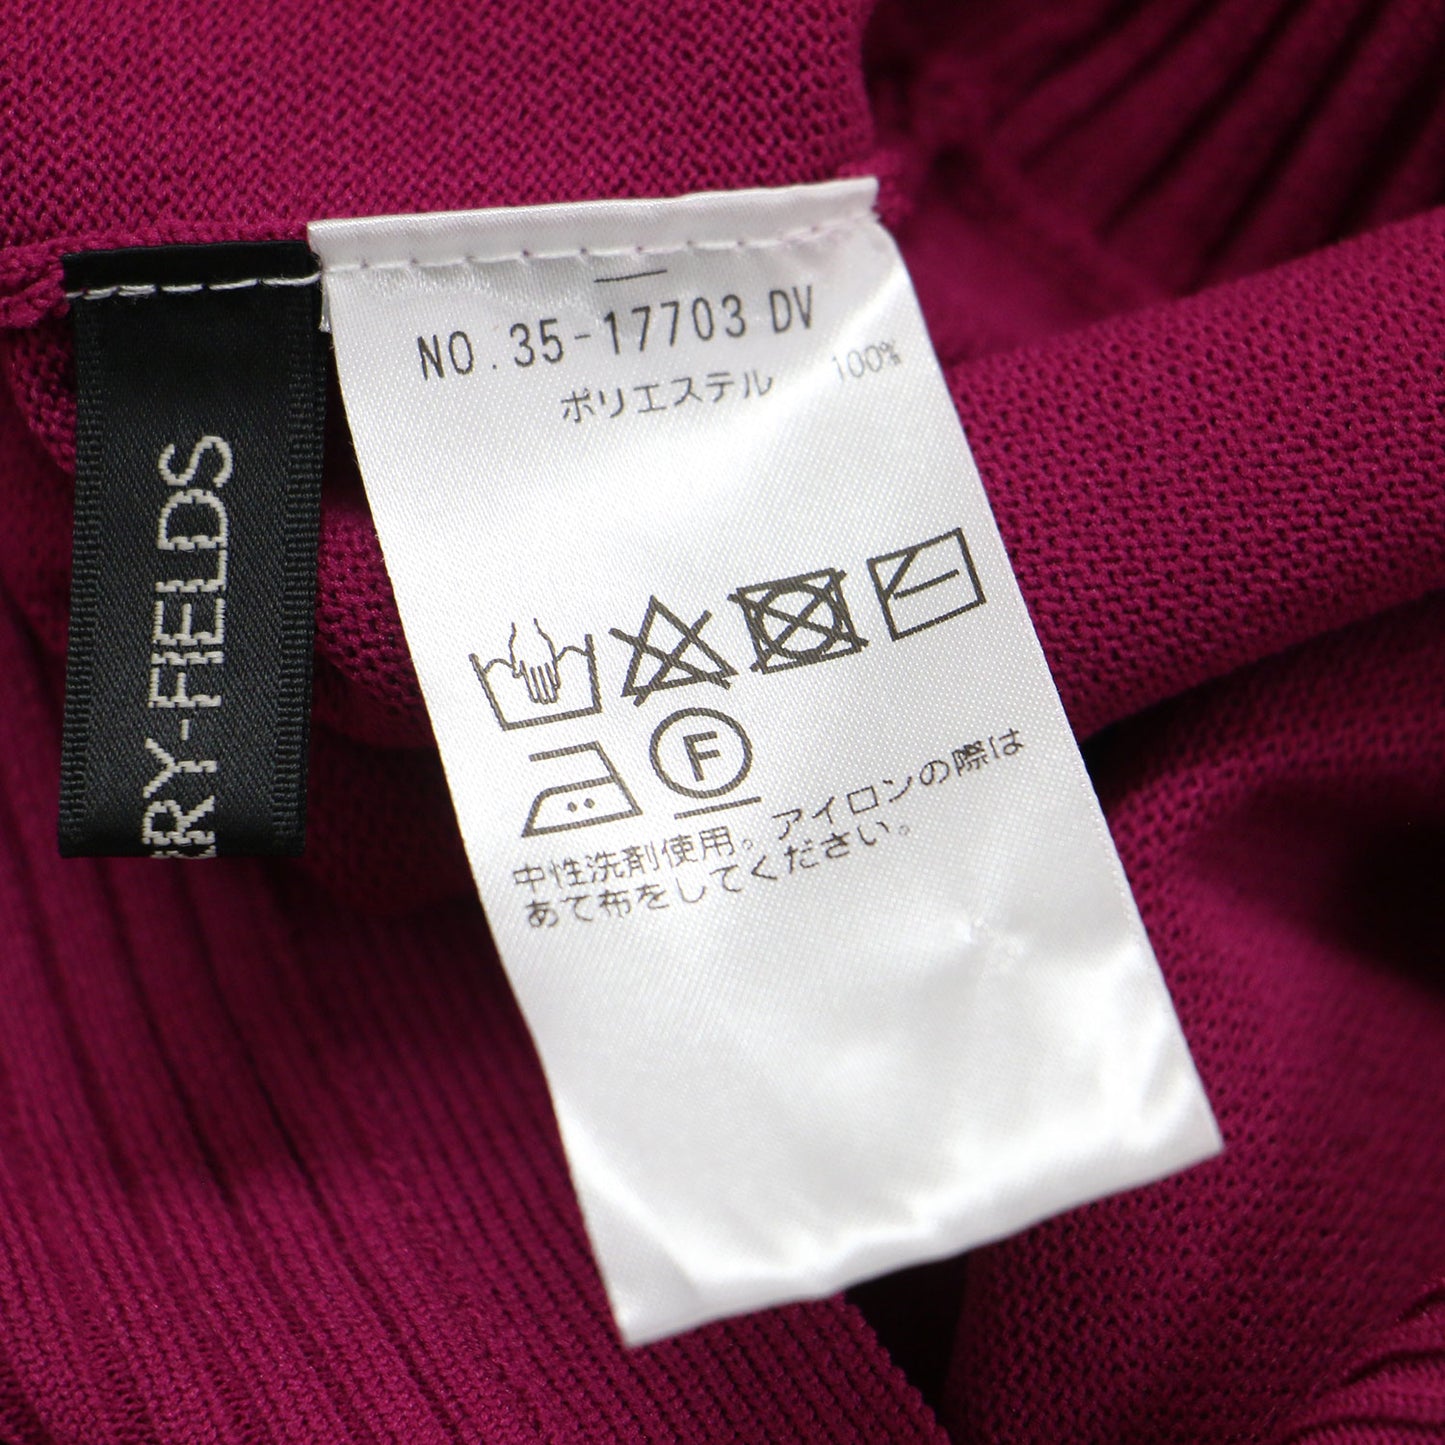 NO.35-17703 DV
ポリエステル 100%
F
中性洗剤使用。アイロンの際は
あて布をしてください。
RY-FIELDS